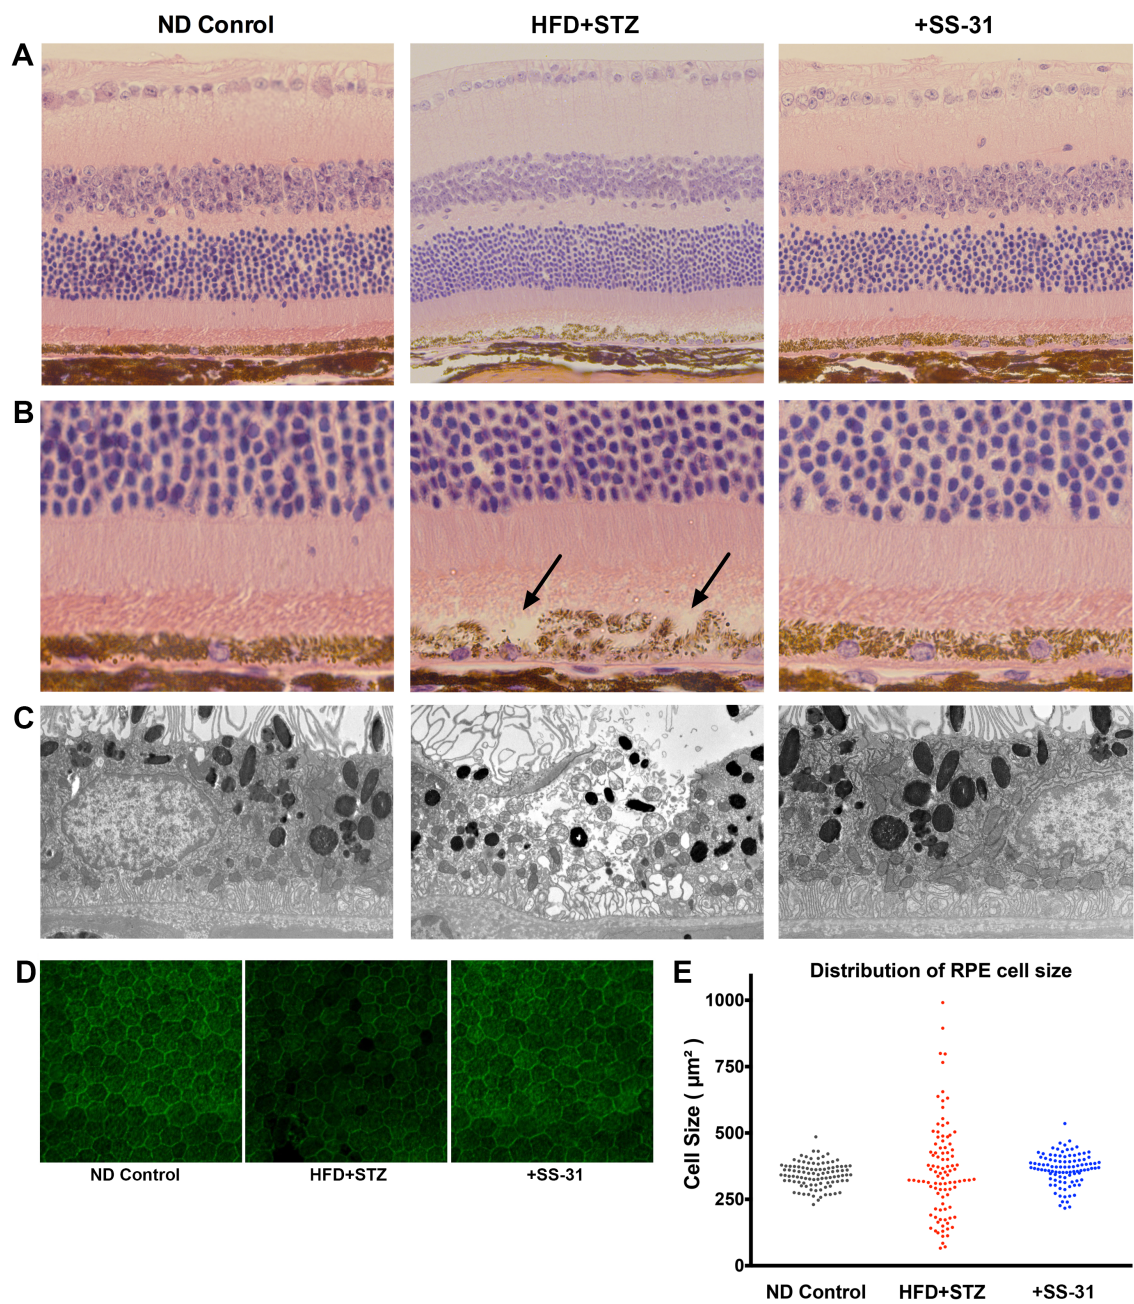 ND Conrol HFD+STZ +SS-31
A
B
C
D
ND Control HFD+STZ +SS-31
E
Distribution of RPE cell size
Cell Size ( µm² )
1000
750
500
250
0
ND Control HFD+STZ +SS-31